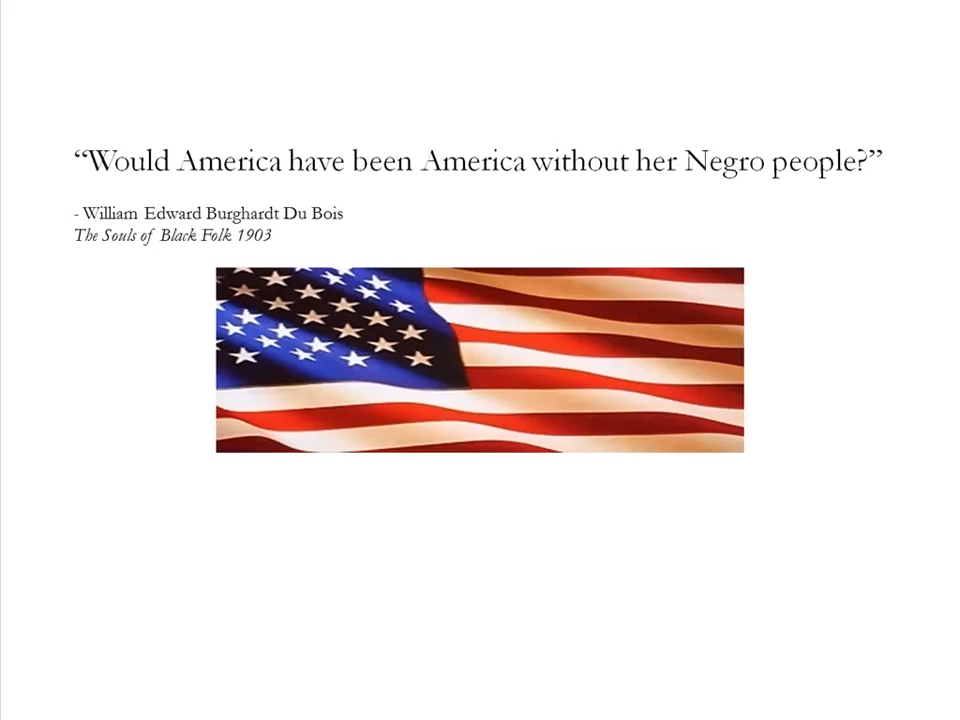 “Would America have been America without her Negro people?”
- William Edward Burghardt Du Bois
The Souls of Black Folk 1903